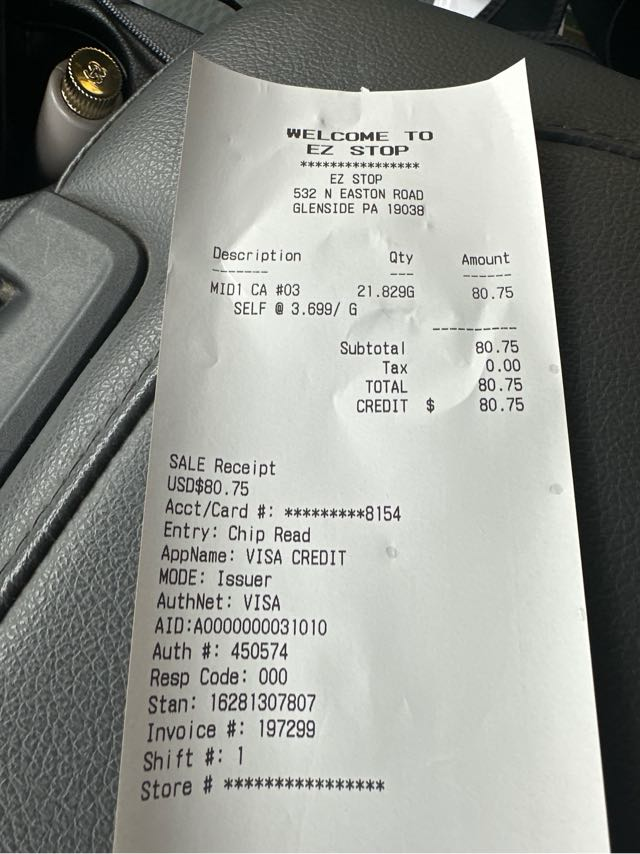 WELCOME TO
EZ STOP
****************
EZ STOP
532 N EASTON ROAD
GLENSIDE PA 19038
Description Qty Amount
------- --- ------
MID1 CA #03 21.829G 80.75
SELF @ 3.699/ G
----------
Subtotal 80.75
Tax 0.00
TOTAL 80.75
CREDIT $ 80.75
SALE Receipt
USD$80.75
Acct/Card #: *********8154
Entry: Chip Read
AppName: VISA CREDIT
MODE: Issuer
AuthNet: VISA
AID:A0000000031010
Auth #: 450574
Resp Code: 000
Stan: 16281307807
Invoice #: 197299
Shift #: 1
Store # ****************